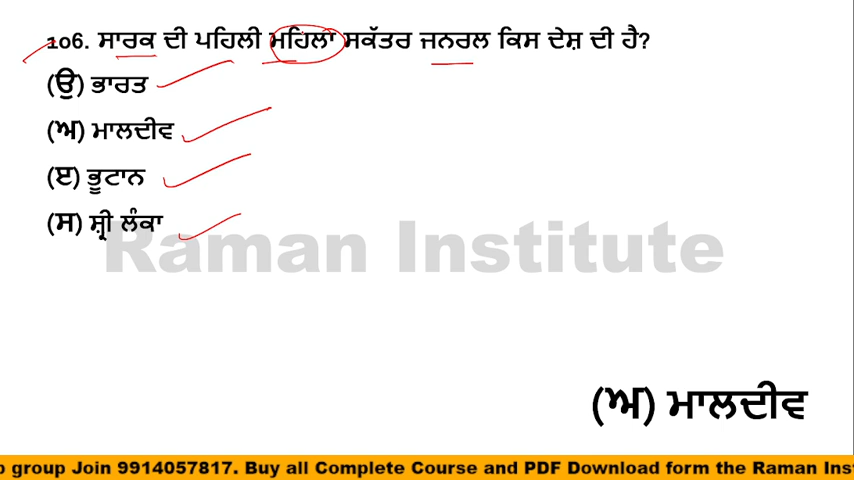 106. ਸਾਰਕ ਦੀ ਪਹਿਲੀ ਮਹਿਲਾ ਸਕੱਤਰ ਜਨਰਲ ਕਿਸ ਦੇਸ਼ ਦੀ ਹੈ?
(ੳ) ਭਾਰਤ
(ਅ) ਮਾਲਦੀਵ
(ੲ) ਭੂਟਾਨ
(ਸ) ਸ਼੍ਰੀ ਲੰਕਾ
Raman Institute
(ਅ) ਮਾਲਦੀਵ
group Join 9914057817. Buy all Complete Course and PDF Download form the Raman